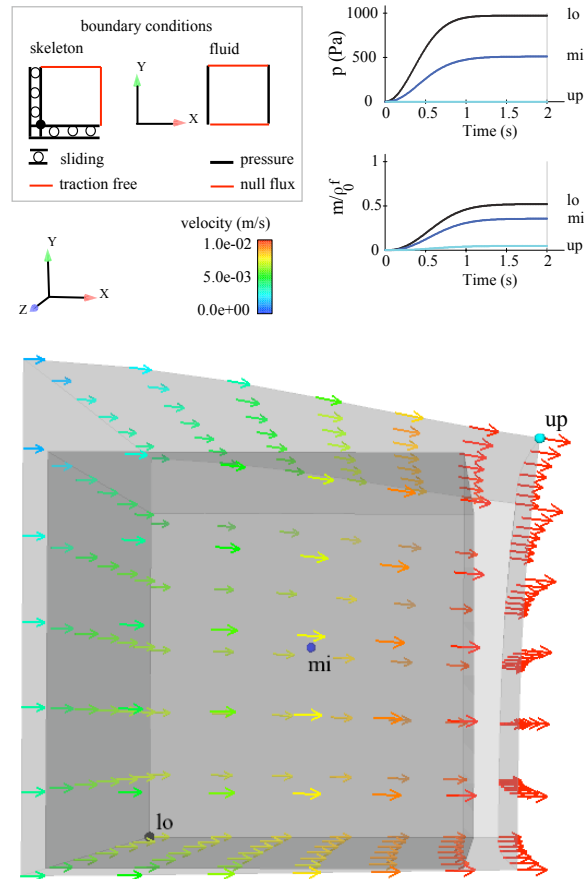 boundary conditions
skeleton
fluid
Y
X
sliding
pressure
traction free
null flux
p (Pa)
1000
500
0
0
0.5
1
1.5
2
Time (s)
lo
mi
up
m/ρ₀ᶠ
1
0.5
0.0
0
0.5
1
1.5
2
Time (s)
lo
mi
up
velocity (m/s)
1.0e-02
5.0e-03
0.0e+00
Y
X
Z
up
mi
lo